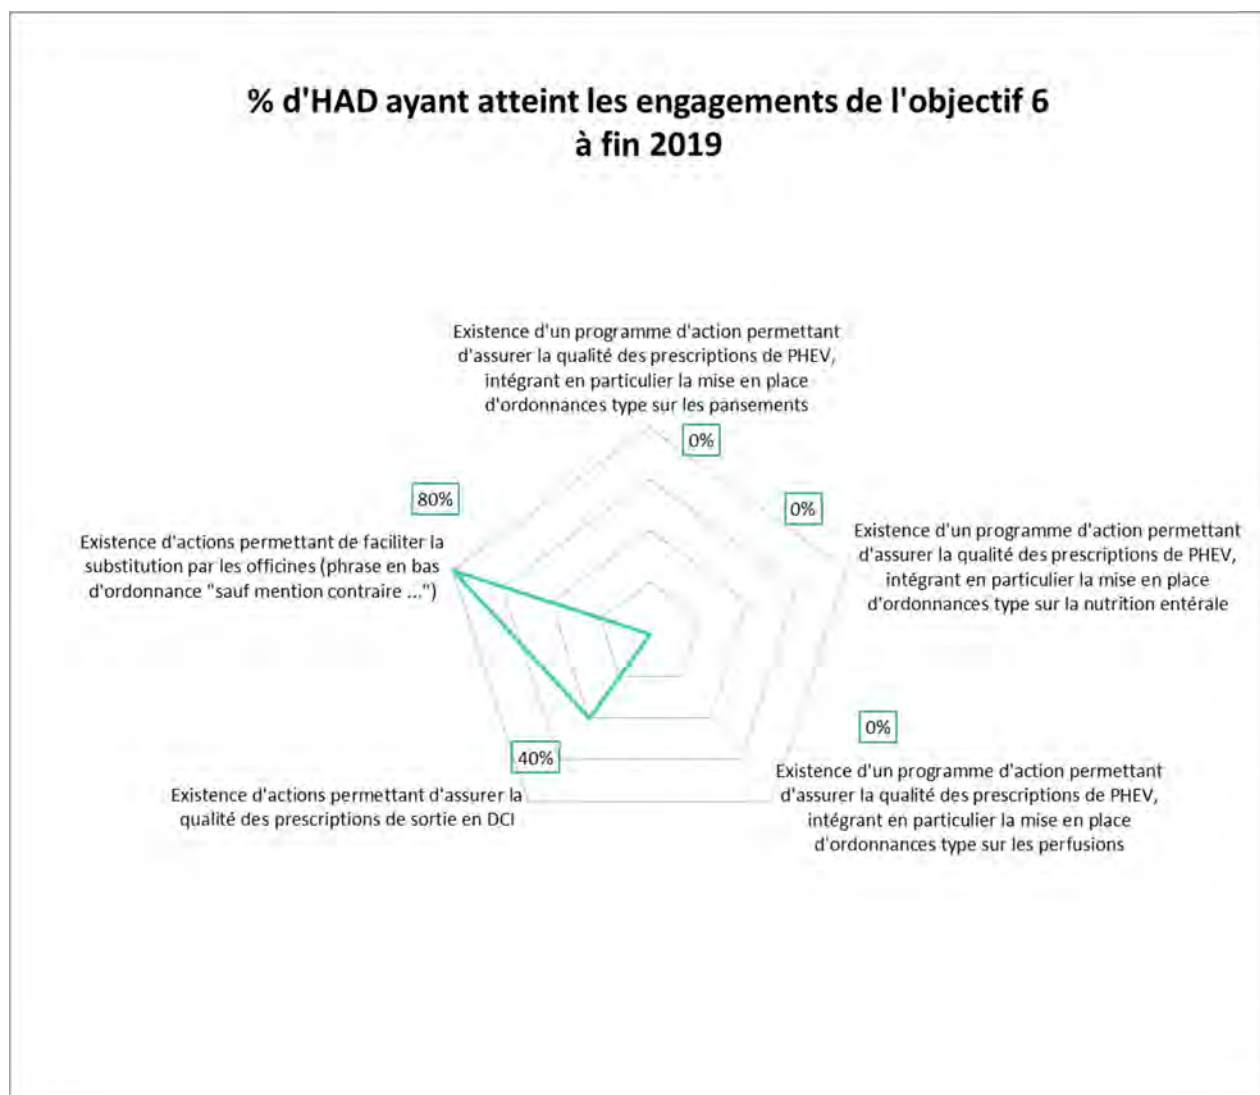 % d'HAD ayant atteint les engagements de l'objectif 6
à fin 2019
Existence d'un programme d'action permettant
d'assurer la qualité des prescriptions de PHEV,
intégrant en particulier la mise en place
d'ordonnances type sur les pansements
0%
0%
Existence d'un programme d'action permettant
d'assurer la qualité des prescriptions de PHEV,
intégrant en particulier la mise en place
d'ordonnances type sur la nutrition entérale
0%
Existence d'un programme d'action permettant
d'assurer la qualité des prescriptions de PHEV,
intégrant en particulier la mise en place
d'ordonnances type sur les perfusions
40%
Existence d'actions permettant d'assurer la
qualité des prescriptions de sortie en DCI
80%
Existence d'actions permettant de faciliter la
substitution par les officines (phrase en bas
d'ordonnance "sauf mention contraire ...")